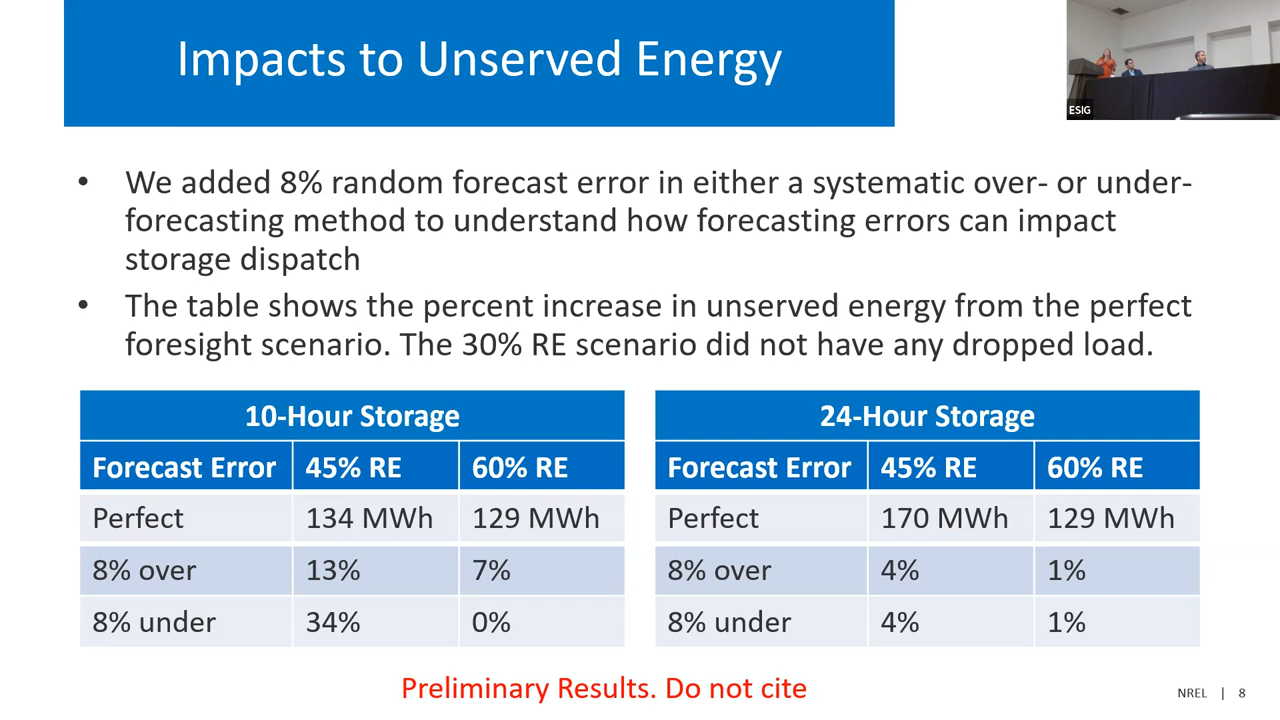 Impacts to Unserved Energy
ESIG
• We added 8% random forecast error in either a systematic over- or under-
forecasting method to understand how forecasting errors can impact
storage dispatch
• The table shows the percent increase in unserved energy from the perfect
foresight scenario. The 30% RE scenario did not have any dropped load.
10-Hour Storage
Forecast Error 45% RE 60% RE
Perfect 134 MWh 129 MWh
8% over 13% 7%
8% under 34% 0%
24-Hour Storage
Forecast Error 45% RE 60% RE
Perfect 170 MWh 129 MWh
8% over 4% 1%
8% under 4% 1%
Preliminary Results. Do not cite
NREL | 8